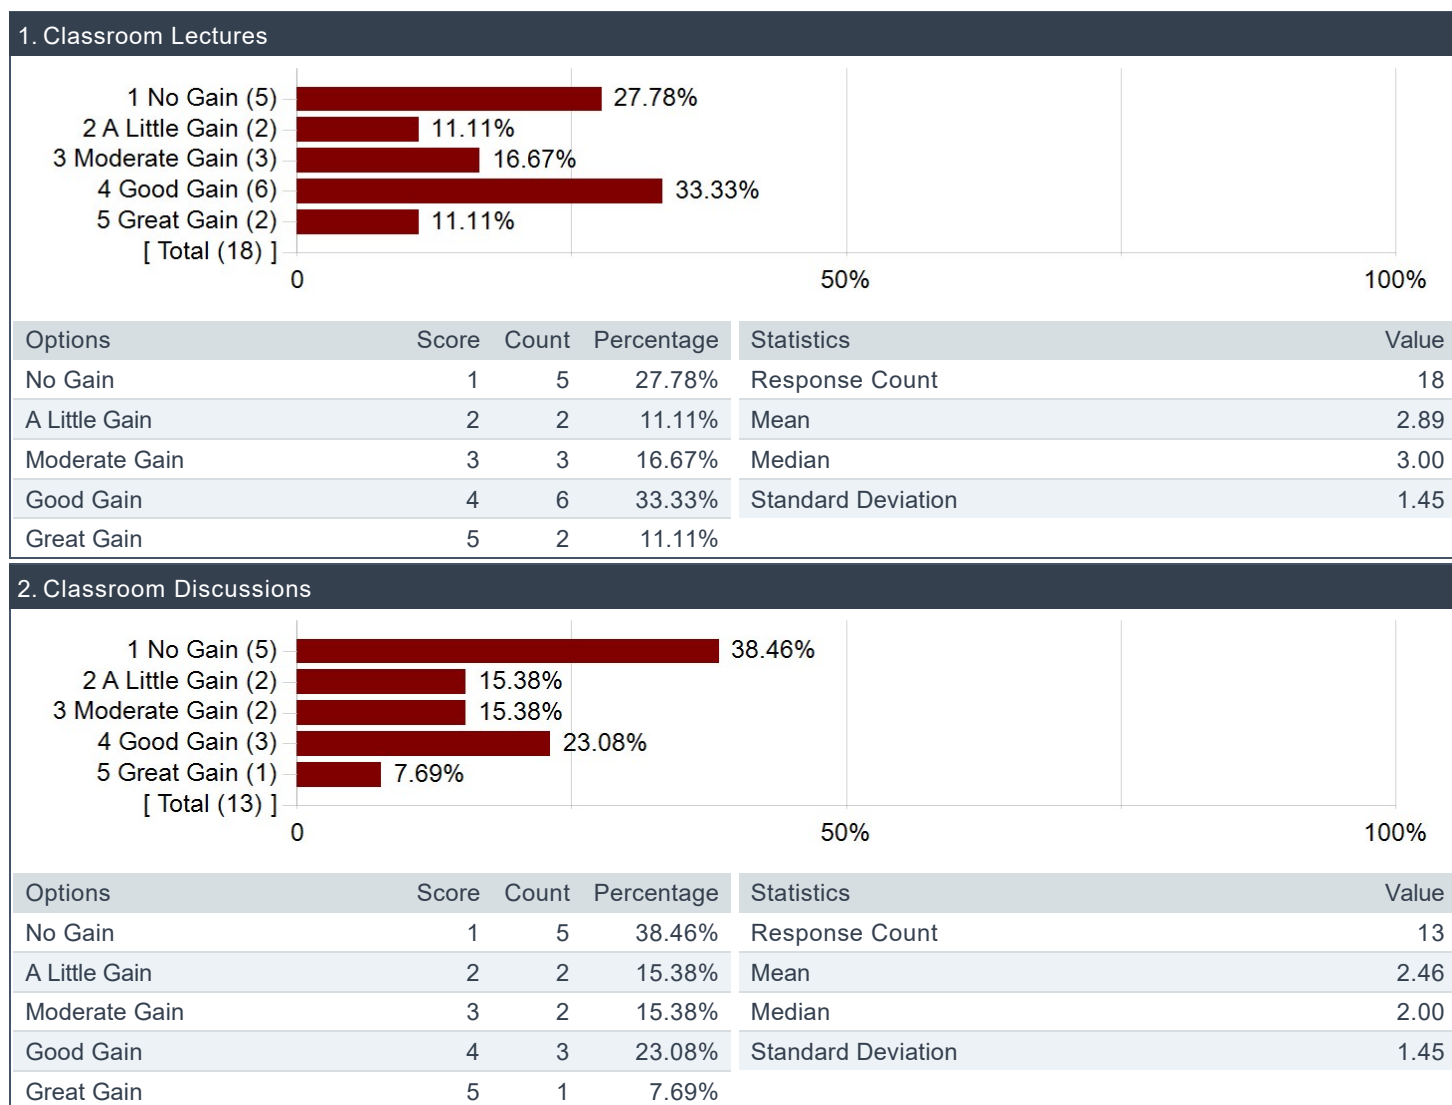 1. Classroom Lectures
1 No Gain (5) 27.78%
2 A Little Gain (2) 11.11%
3 Moderate Gain (3) 16.67%
4 Good Gain (6) 33.33%
5 Great Gain (2) 11.11%
[ Total (18) ]
0 50% 100%
Options Score Count Percentage Statistics Value
No Gain 1 5 27.78% Response Count 18
A Little Gain 2 2 11.11% Mean 2.89
Moderate Gain 3 3 16.67% Median 3.00
Good Gain 4 6 33.33% Standard Deviation 1.45
Great Gain 5 2 11.11%
2. Classroom Discussions
1 No Gain (5) 38.46%
2 A Little Gain (2) 15.38%
3 Moderate Gain (2) 15.38%
4 Good Gain (3) 23.08%
5 Great Gain (1) 7.69%
[ Total (13) ]
0 50% 100%
Options Score Count Percentage Statistics Value
No Gain 1 5 38.46% Response Count 13
A Little Gain 2 2 15.38% Mean 2.46
Moderate Gain 3 2 15.38% Median 2.00
Good Gain 4 3 23.08% Standard Deviation 1.45
Great Gain 5 1 7.69%